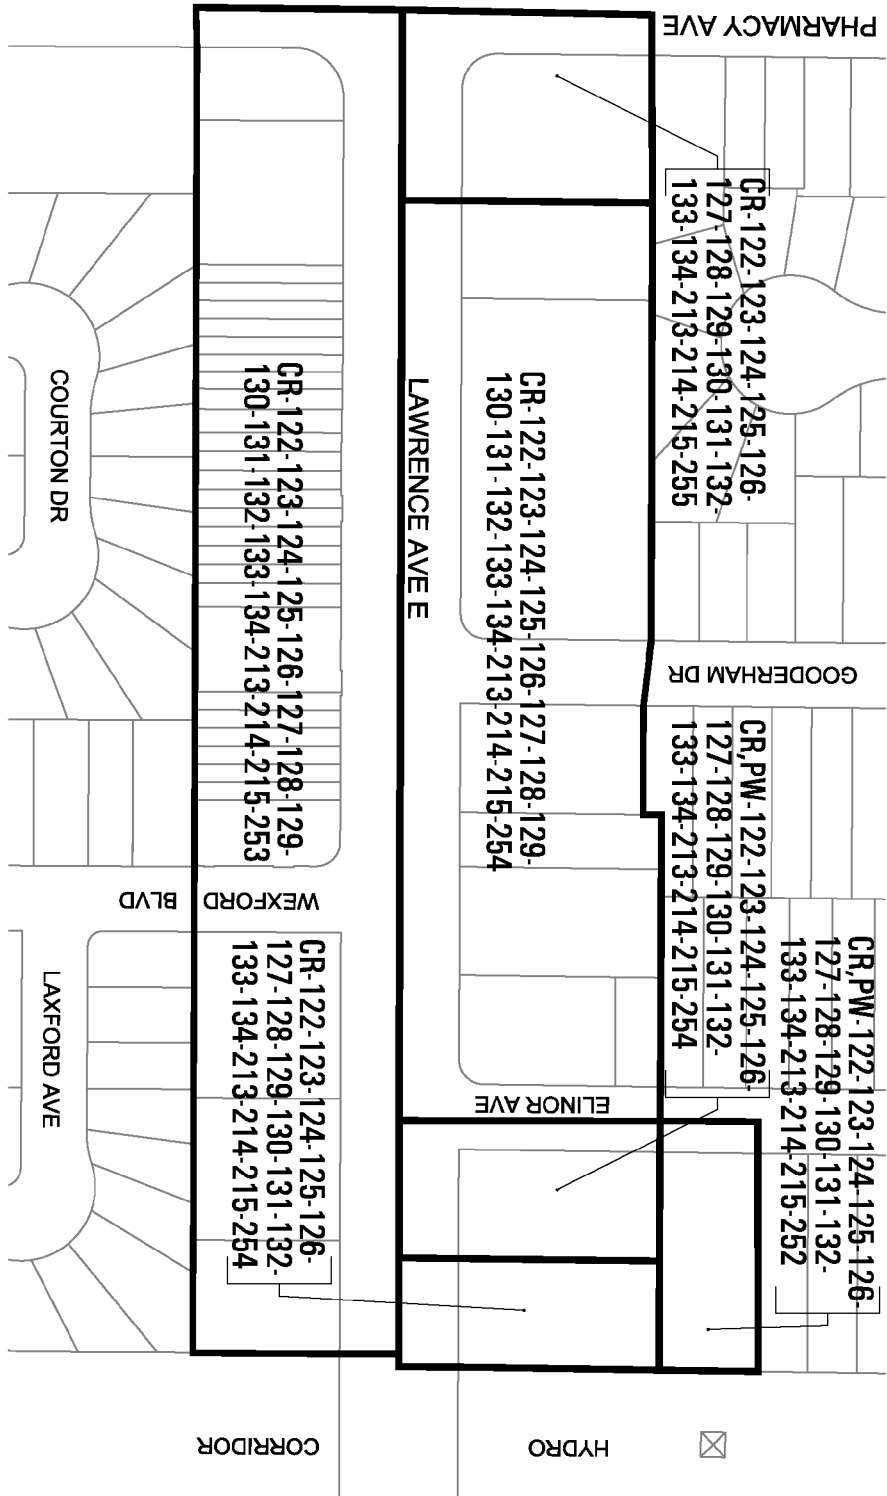 PHARMACY AVE
CR-122-123-124-125-126-
127-128-129-130-131-132-
133-134-213-214-215-255
GOODERHAM DR
CR,PW-122-123-124-125-126-
127-128-129-130-131-132-
133-134-213-214-215-254
CR,PW-122-123-124-125-126-
127-128-129-130-131-132-
133-134-213-214-215-252
CR-122-123-124-125-126-127-128-129-
130-131-132-133-134-213-214-215-254
ELINOR AVE
LAWRENCE AVE E
CR-122-123-124-125-126-127-128-129-
130-131-132-133-134-213-214-215-253
WEXFORD BLVD
CR-122-123-124-125-126-
127-128-129-130-131-132-
133-134-213-214-215-254
COURTON DR
LAXFORD AVE
HYDRO CORRIDOR